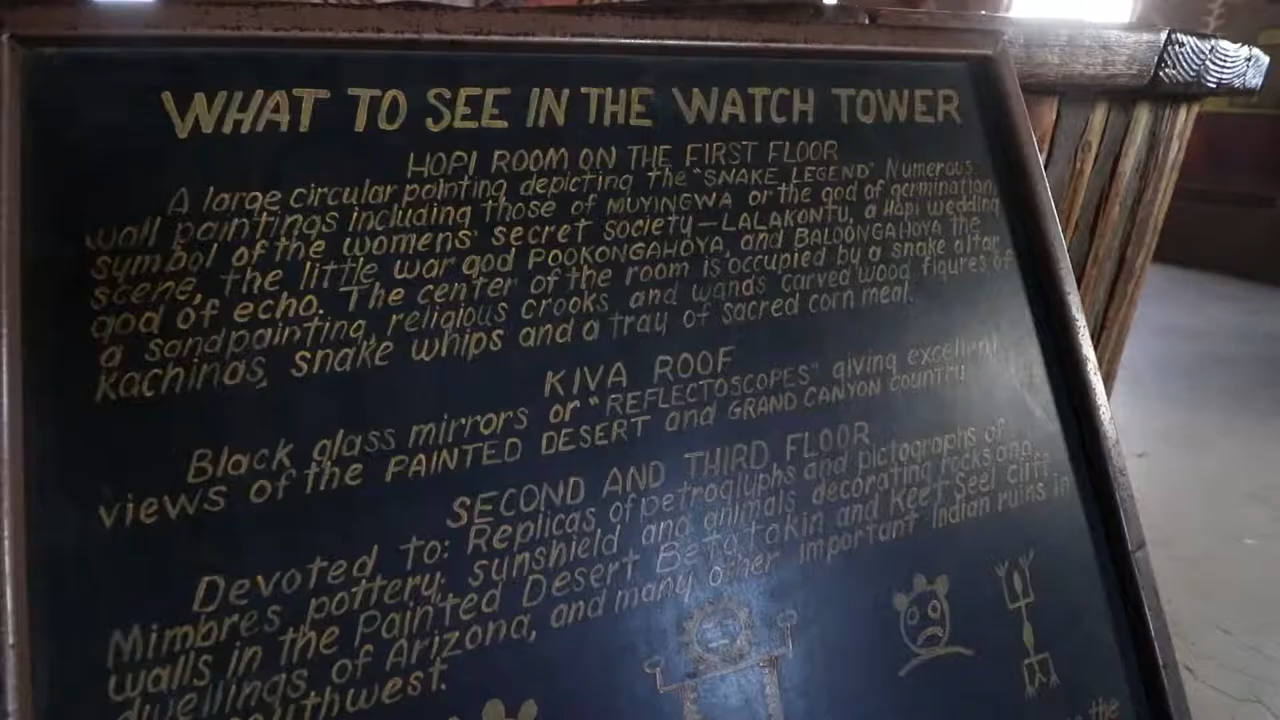 WHAT TO SEE IN THE WATCH TOWER
HOPI ROOM ON THE FIRST FLOOR
A large circular painting depicting the "SNAKE LEGEND" Numerous
wall paintings including those of MUYINGWA or the god of germination,
symbol of the womens' secret society—LALAKONTU, a Hopi wedding
scene, the little war god POOKONGAHOYA, and BALOONGAHOYA the
god of echo. The center of the room is occupied by a snake altar
a sandpainting, religious crooks and wands carved wood figures of
Kachinas, snake whips and a tray of sacred corn meal.
KIVA ROOF
Black glass mirrors or "REFLECTOSCOPES" giving excellent
views of the PAINTED DESERT and GRAND CANYON country
SECOND AND THIRD FLOOR
Devoted to: Replicas of petroglyphs and pictographs of
Mimbres pottery; sunshield and animals decorating rocks and
walls in the Painted Desert Betatakin and Keet Seel cliff
dwellings of Arizona, and many other important Indian ruins in
uthwest.
the